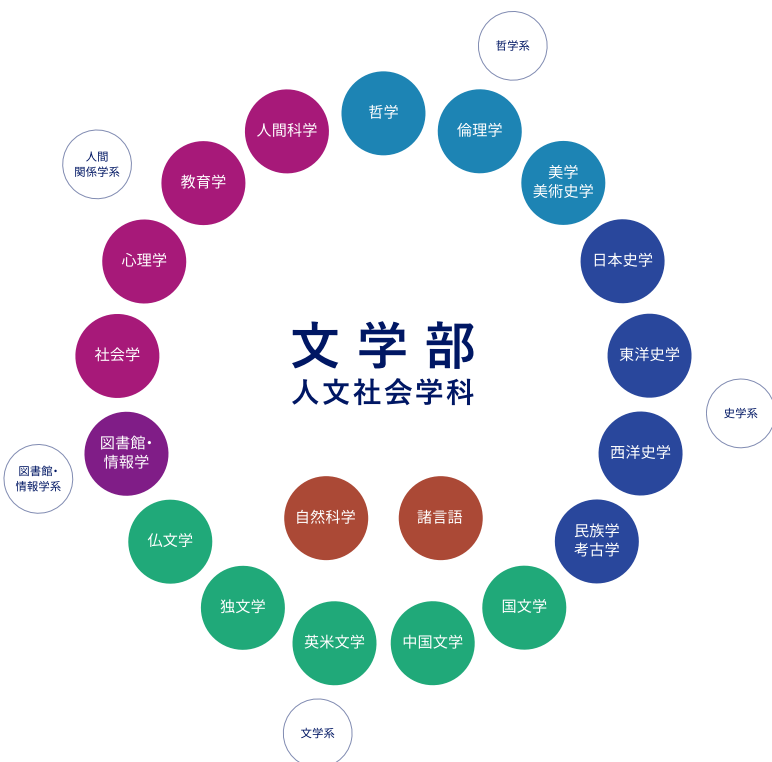 哲学系
哲学
倫理学
美学
美術史学
日本史学
東洋史学
西洋史学
民族学
考古学
史学系
国文学
中国文学
英米文学
独文学
仏文学
文学系
図書館・
情報学
図書館・
情報学系
社会学
心理学
教育学
人間科学
人間
関係学系
文学部
人文社会学科
自然科学
諸言語